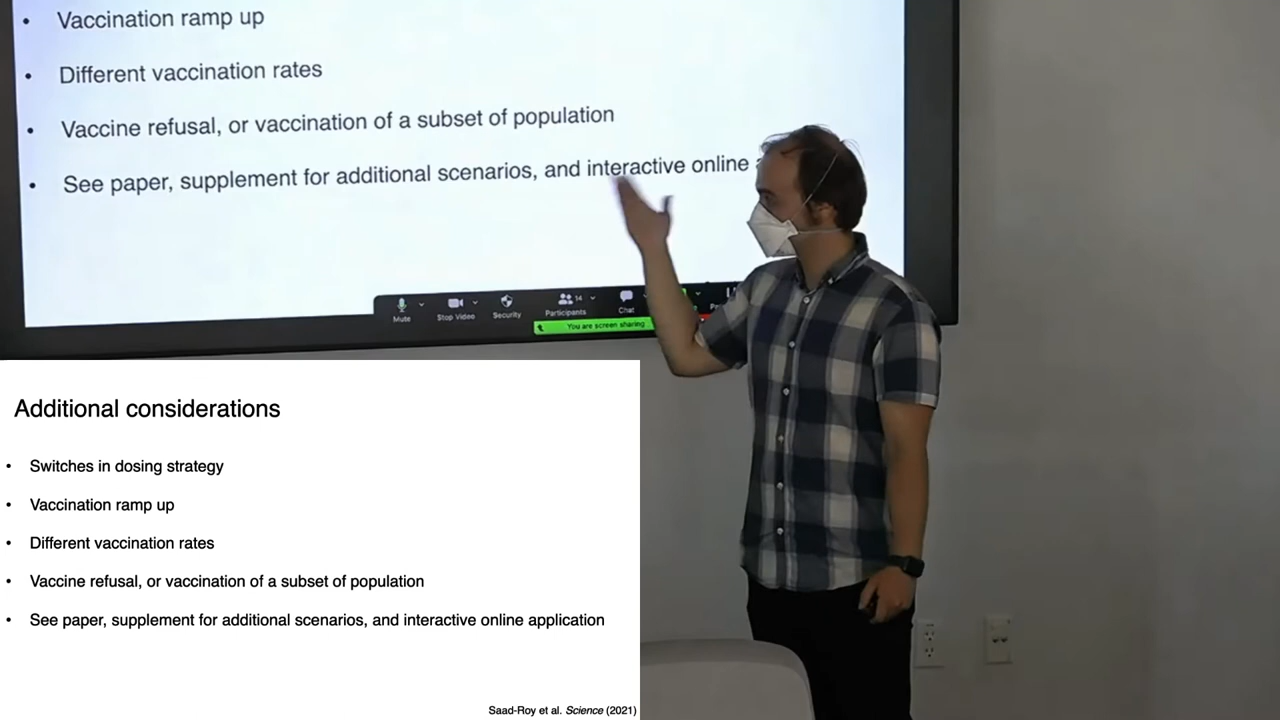 • Vaccination ramp up
• Different vaccination rates
• Vaccine refusal, or vaccination of a subset of population
• See paper, supplement for additional scenarios, and interactive online
Mute
Stop Video
Security
14
Participants
Chat
You are screen sharing
Additional considerations
• Switches in dosing strategy
• Vaccination ramp up
• Different vaccination rates
• Vaccine refusal, or vaccination of a subset of population
• See paper, supplement for additional scenarios, and interactive online application
Saad-Roy et al. Science (2021)